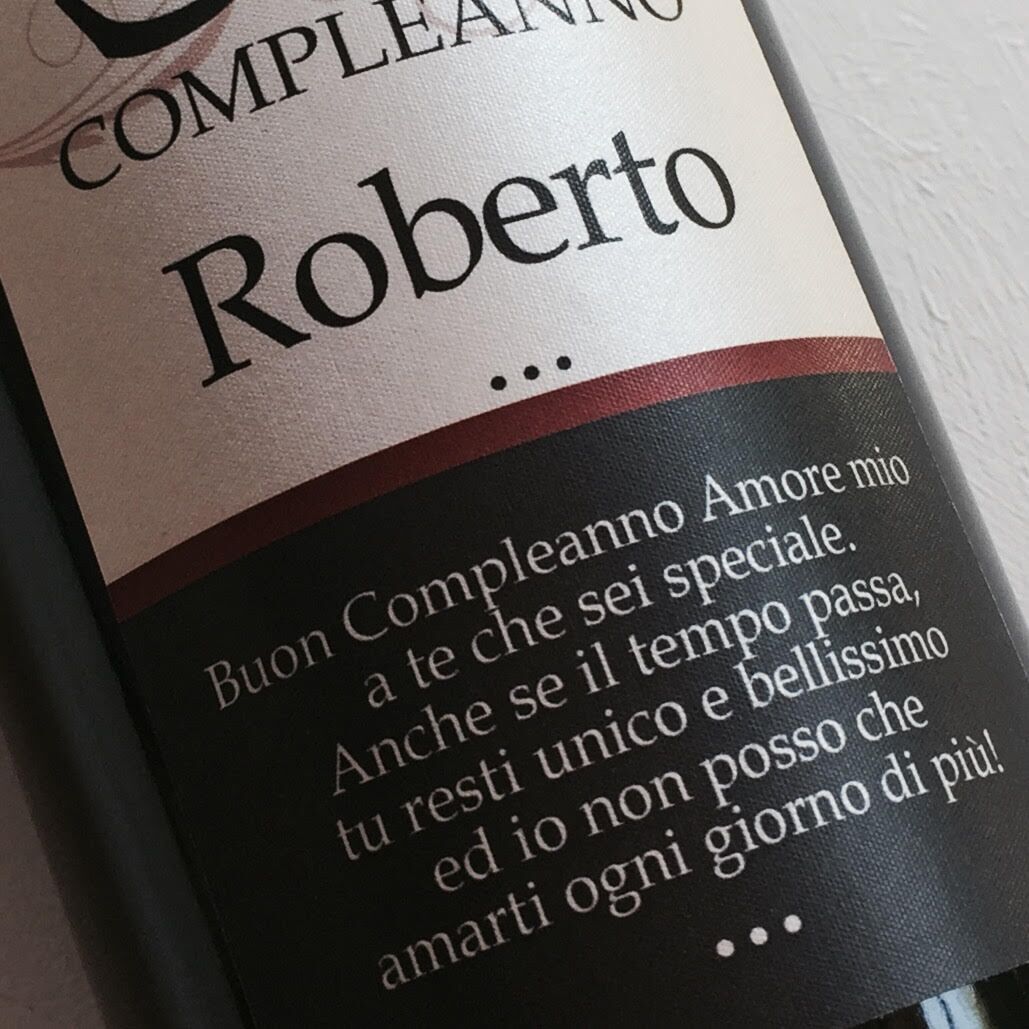 COMPLEANNO
Roberto
...
Buon Compleanno Amore mio
a te che sei speciale.
Anche se il tempo passa,
tu resti unico e bellissimo
ed io non posso che
amarti ogni giorno di più!
...